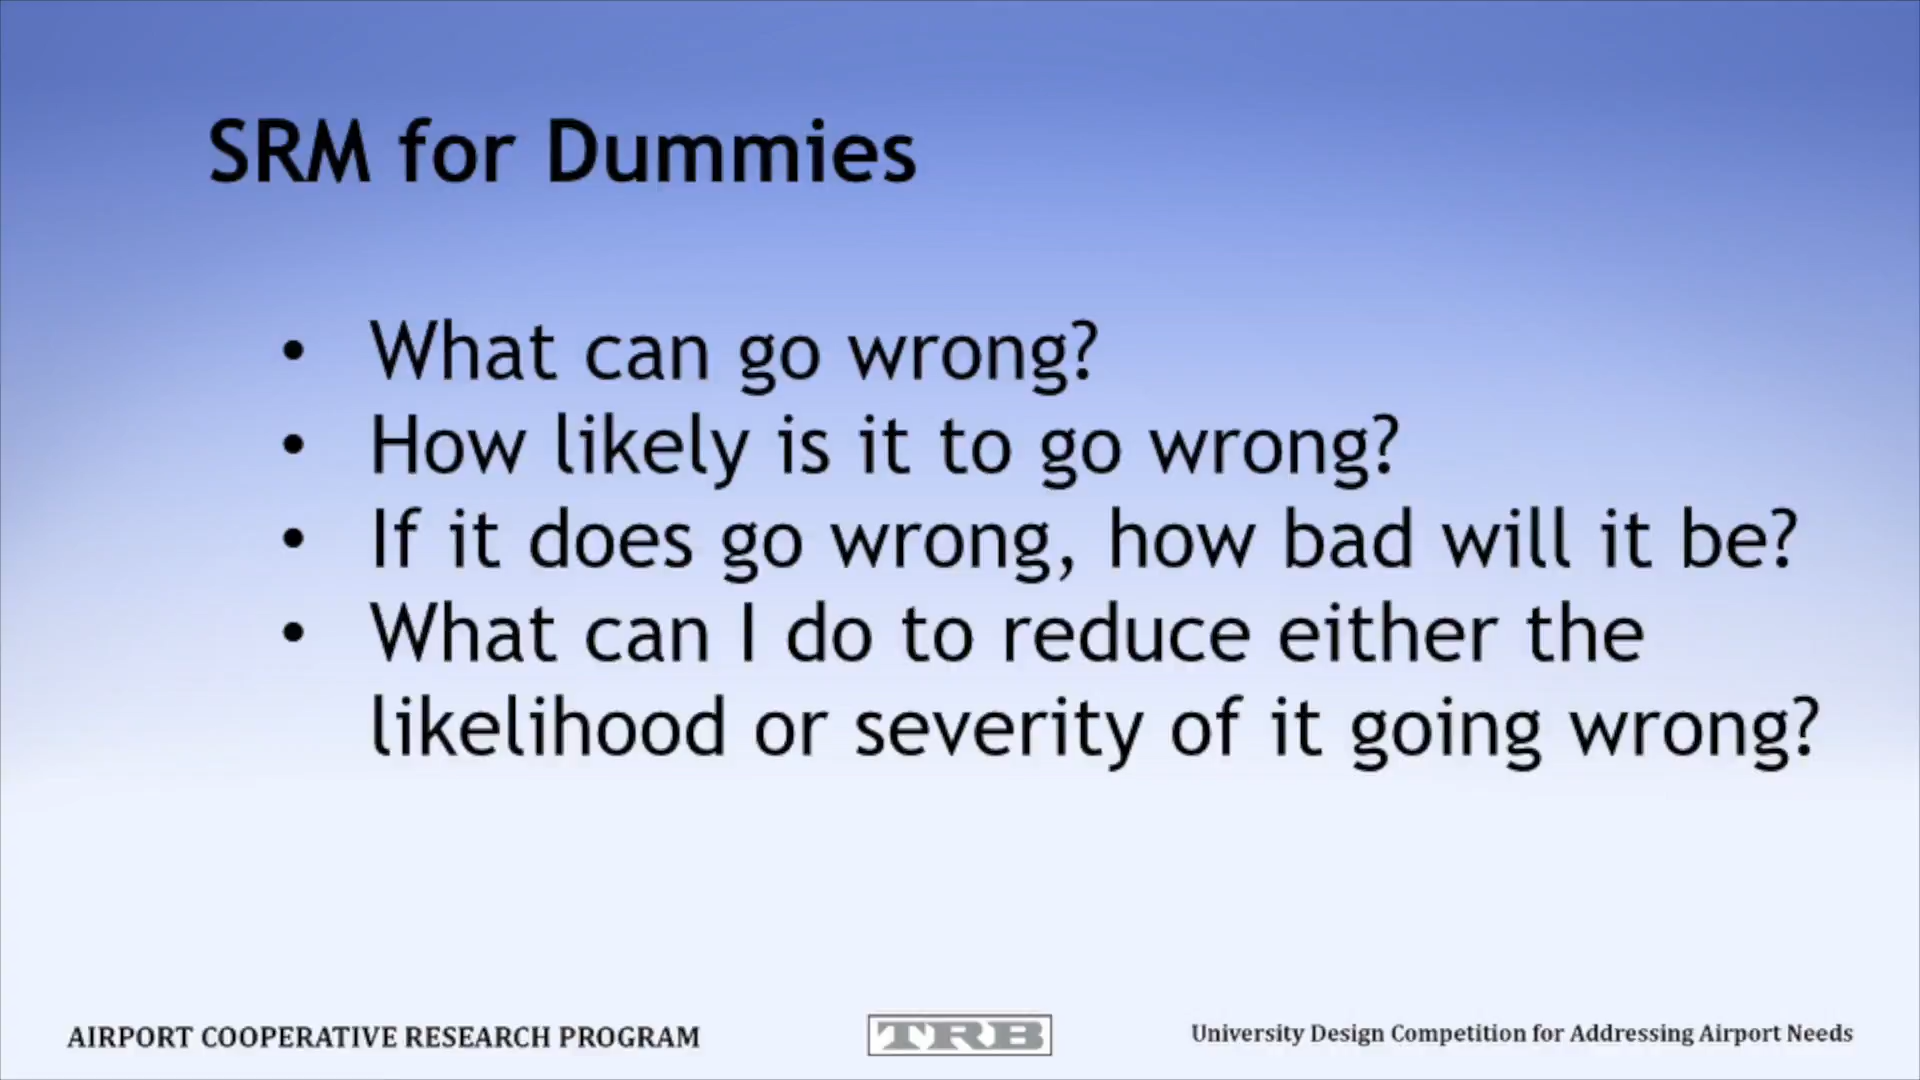 SRM for Dummies
• What can go wrong?
• How likely is it to go wrong?
• If it does go wrong, how bad will it be?
• What can I do to reduce either the
likelihood or severity of it going wrong?
AIRPORT COOPERATIVE RESEARCH PROGRAM
TRB
University Design Competition for Addressing Airport Needs